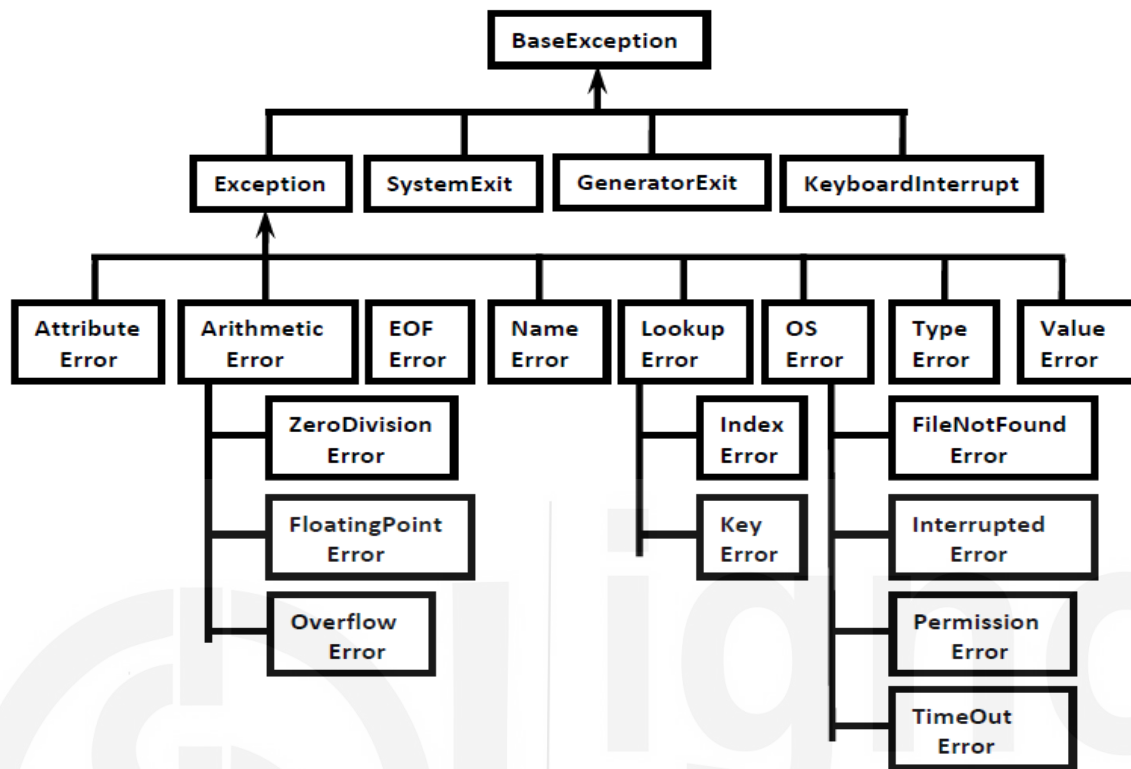 BaseException
Exception
SystemExit
GeneratorExit
KeyboardInterrupt
Attribute
Error
Arithmetic
Error
EOF
Error
Name
Error
Lookup
Error
OS
Error
Type
Error
Value
Error
ZeroDivision
Error
FloatingPoint
Error
Overflow
Error
Index
Error
Key
Error
FileNotFound
Error
Interrupted
Error
Permission
Error
TimeOut
Error